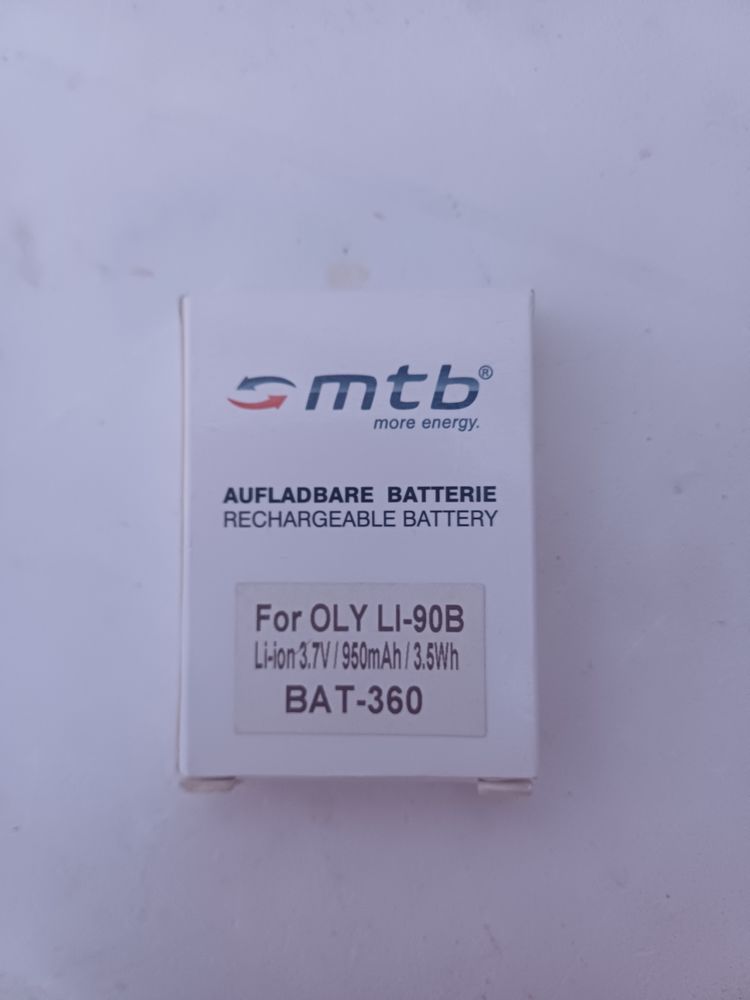 mtb®
more energy.
AUFLADBARE BATTERIE
RECHARGEABLE BATTERY
For OLY LI-90B
Li-ion 3.7V / 950mAh / 3.5Wh
BAT-360